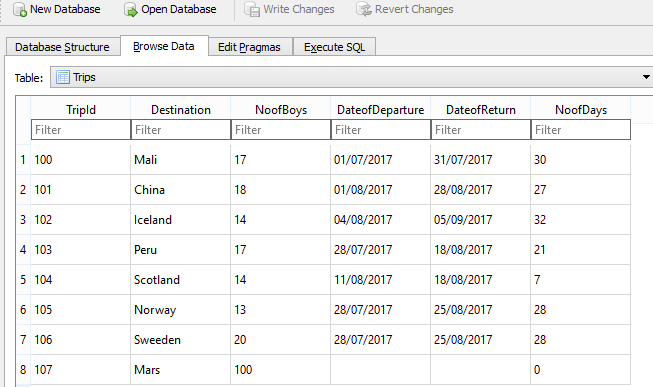 New Database Open Database Write Changes Revert Changes
Database Structure Browse Data Edit Pragmas Execute SQL
Table: Trips
TripId Destination NoofBoys DateofDeparture DateofReturn NoofDays
Filter Filter Filter Filter Filter Filter
1 100 Mali 17 01/07/2017 31/07/2017 30
2 101 China 18 01/08/2017 28/08/2017 27
3 102 Iceland 14 04/08/2017 05/09/2017 32
4 103 Peru 17 28/07/2017 18/08/2017 21
5 104 Scotland 14 11/08/2017 18/08/2017 7
6 105 Norway 13 28/07/2017 25/08/2017 28
7 106 Sweeden 20 28/07/2017 25/08/2017 28
8 107 Mars 100 0